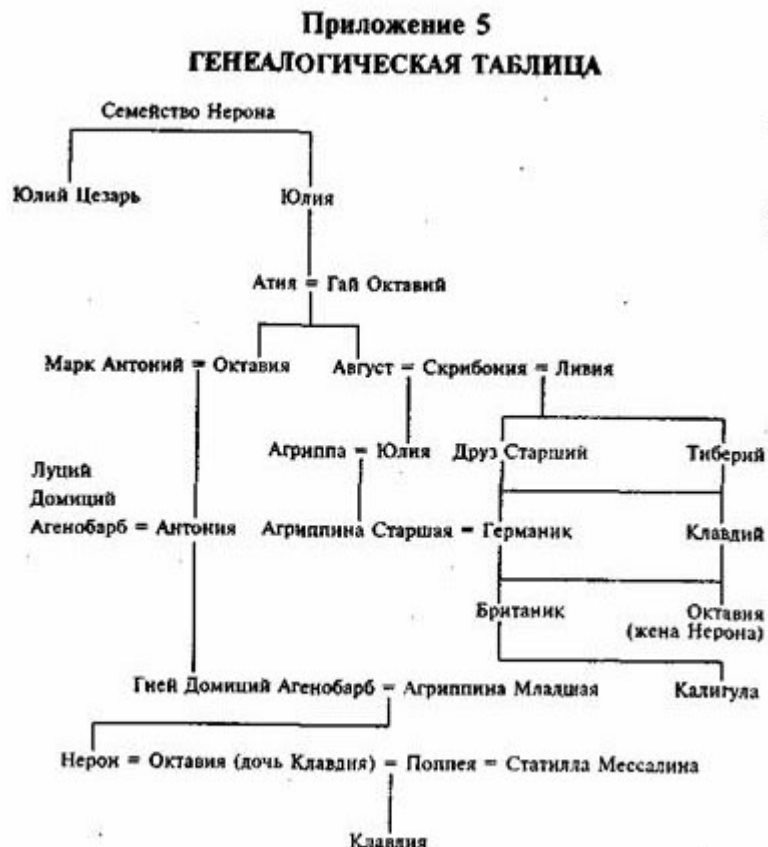 Приложение 5
ГЕНЕАЛОГИЧЕСКАЯ ТАБЛИЦА
Семейство Нерона
Юлий Цезарь Юлия
Атия = Гай Октавий
Марк Антоний = Октавия Август = Скрибония = Ливия
Агриппа = Юлия Друз Старший Тиберий
Луций
Домиций
Агенобарб = Антония Агриппина Старшая = Германик Клавдий
Британик Октавия
(жена Нерона)
Гней Домиций Агенобарб = Агриппина Младшая Калигула
Нерон = Октавия (дочь Клавдия) = Поппея = Статилла Мессалина
Клавдия